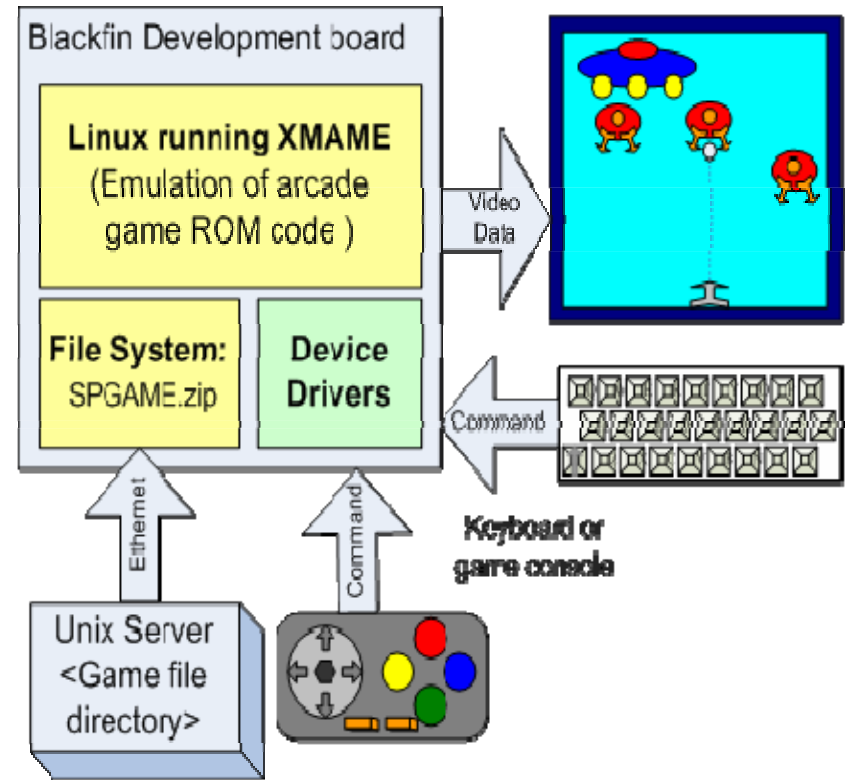 Blackfin Development board
Linux running XMAME
(Emulation of arcade
game ROM code )
Video
Data
File System:
SPGAME.zip
Device
Drivers
Command
Ethernet
Command
Keyboard or
game console
Unix Server
<Game file
directory>